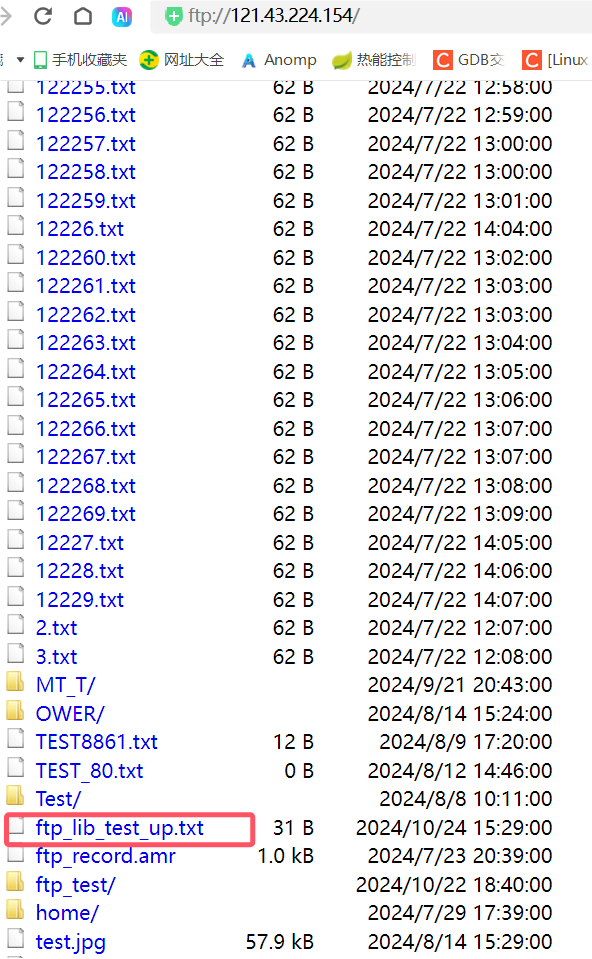 AI ftp://121.43.224.154/
手机收藏夹 网址大全 Anomp 热能控制 GDB交 [Linux
122255.txt 62 B 2024/7/22 12:58:00
122256.txt 62 B 2024/7/22 12:59:00
122257.txt 62 B 2024/7/22 13:00:00
122258.txt 62 B 2024/7/22 13:00:00
122259.txt 62 B 2024/7/22 13:01:00
12226.txt 62 B 2024/7/22 14:04:00
122260.txt 62 B 2024/7/22 13:02:00
122261.txt 62 B 2024/7/22 13:03:00
122262.txt 62 B 2024/7/22 13:03:00
122263.txt 62 B 2024/7/22 13:04:00
122264.txt 62 B 2024/7/22 13:05:00
122265.txt 62 B 2024/7/22 13:06:00
122266.txt 62 B 2024/7/22 13:07:00
122267.txt 62 B 2024/7/22 13:07:00
122268.txt 62 B 2024/7/22 13:08:00
122269.txt 62 B 2024/7/22 13:09:00
12227.txt 62 B 2024/7/22 14:05:00
12228.txt 62 B 2024/7/22 14:06:00
12229.txt 62 B 2024/7/22 14:07:00
2.txt 62 B 2024/7/22 12:07:00
3.txt 62 B 2024/7/22 12:08:00
MT_T/ 2024/9/21 20:43:00
OWER/ 2024/8/14 15:24:00
TEST8861.txt 12 B 2024/8/9 17:20:00
TEST_80.txt 0 B 2024/8/12 14:46:00
Test/ 2024/8/8 10:11:00
ftp_lib_test_up.txt 31 B 2024/10/24 15:29:00
ftp_record.amr 1.0 kB 2024/7/23 20:39:00
ftp_test/ 2024/10/22 18:40:00
home/ 2024/7/29 17:39:00
test.jpg 57.9 kB 2024/8/14 15:29:00